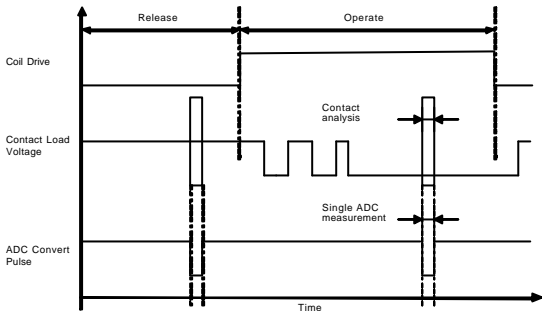 Release
Operate
Coil Drive
Contact
analysis
Contact Load
Voltage
Single ADC
measurement
ADC Convert
Pulse
Time